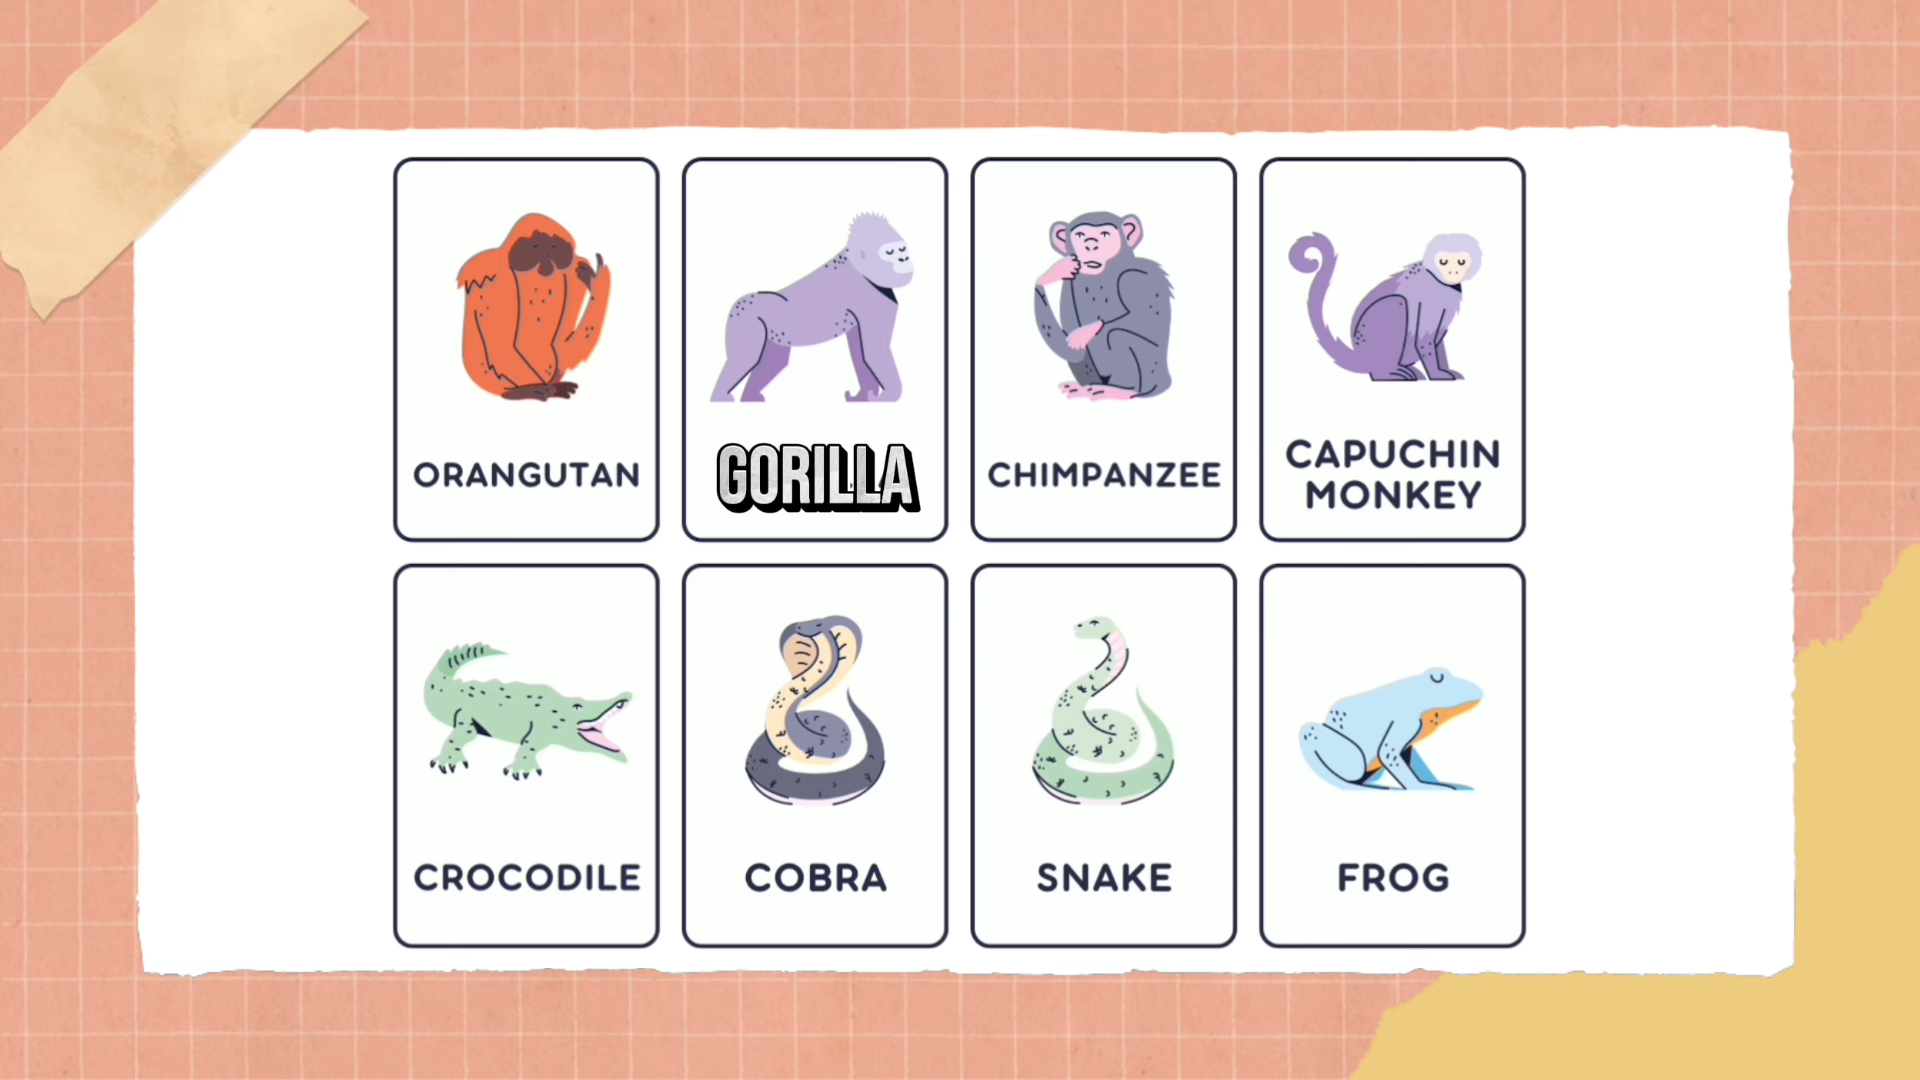 ORANGUTAN
GORILLA
CHIMPANZEE
CAPUCHIN
MONKEY
CROCODILE
COBRA
SNAKE
FROG